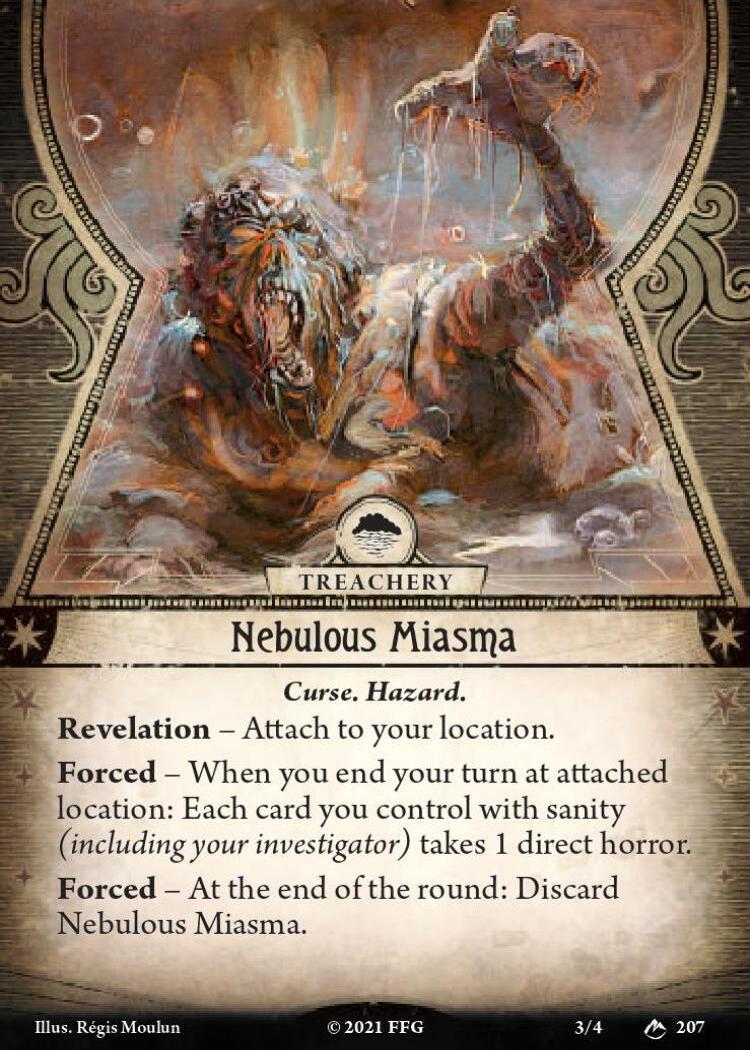 TREACHERY
Nebulous Miasma
Curse. Hazard.
Revelation – Attach to your location.
Forced – When you end your turn at attached
location: Each card you control with sanity
(including your investigator) takes 1 direct horror.
Forced – At the end of the round: Discard
Nebulous Miasma.
Illus. Régis Moulun © 2021 FFG 3/4 207